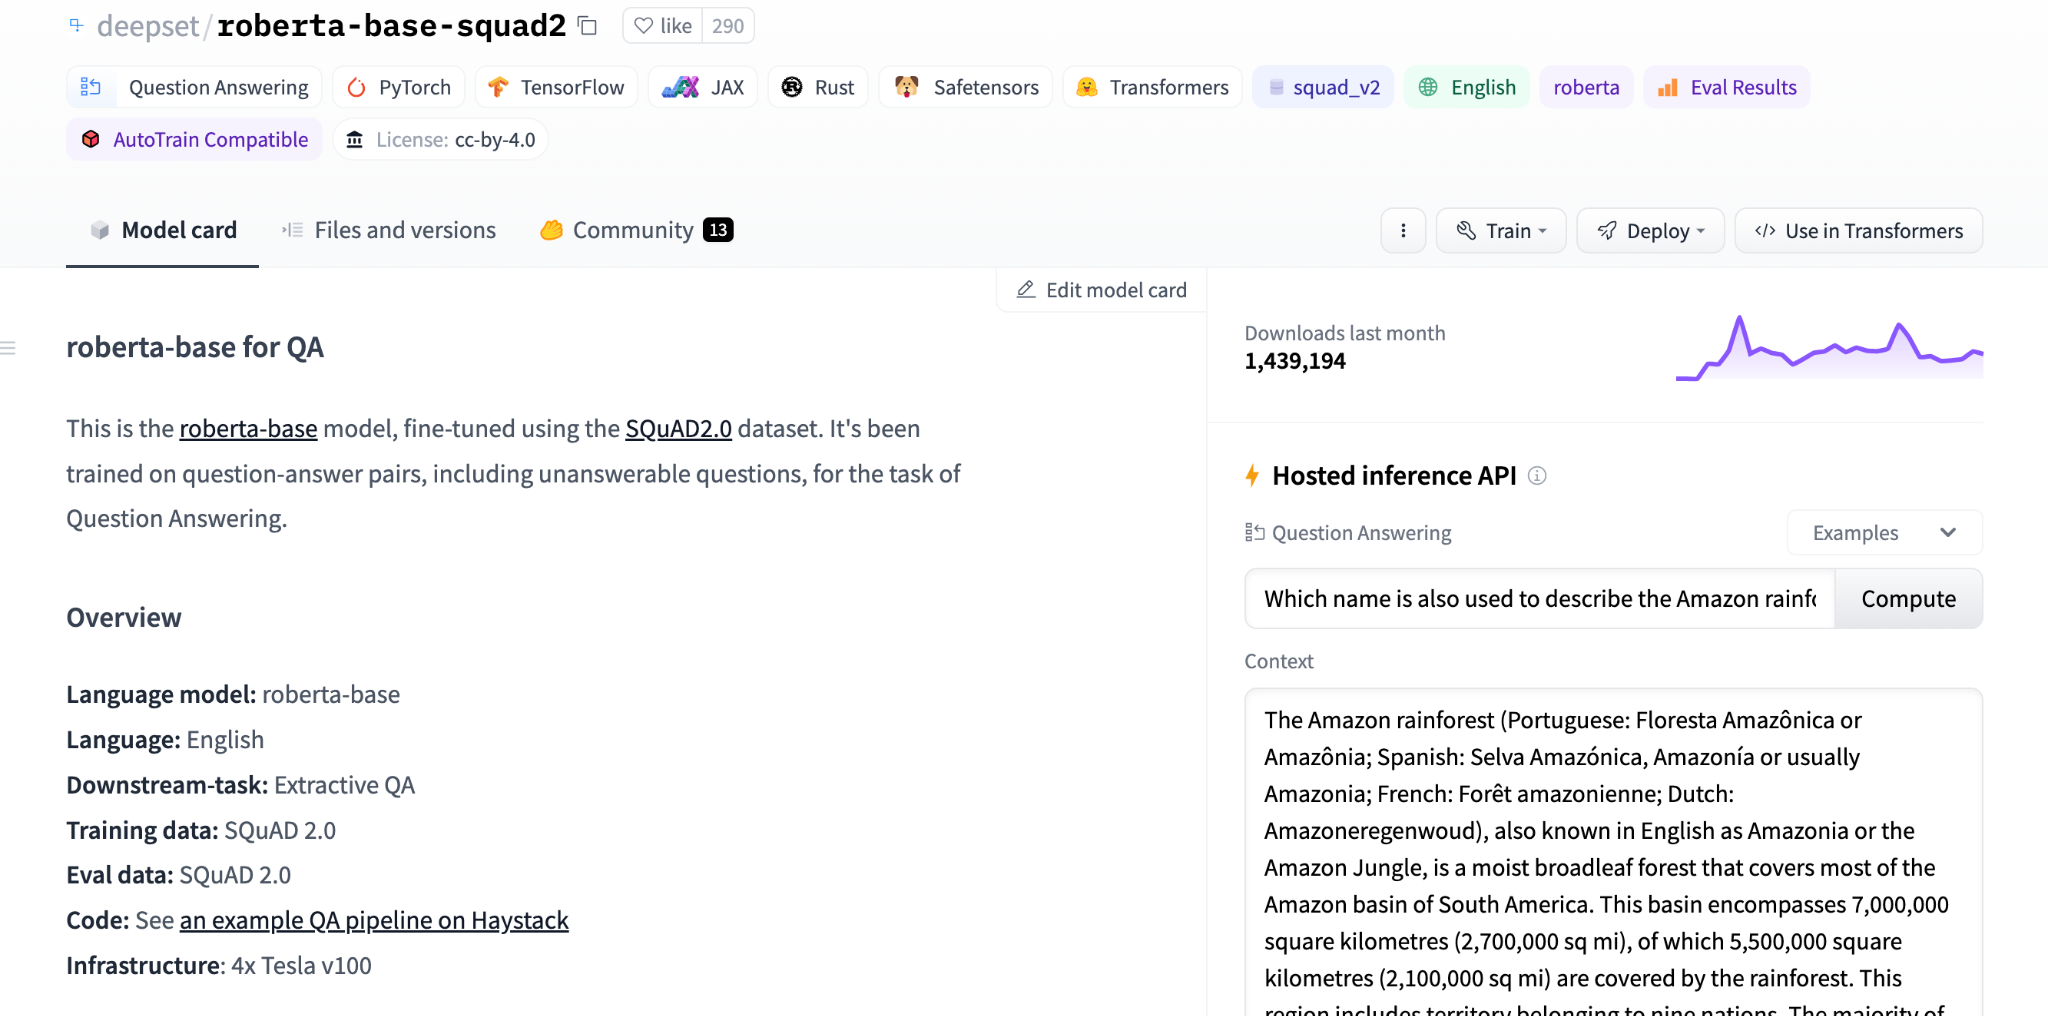 deepset/roberta-base-squad2 like 290
Question Answering PyTorch TensorFlow JAX Rust Safetensors Transformers squad_v2 English roberta Eval Results
AutoTrain Compatible License: cc-by-4.0
Model card Files and versions Community 13 Train Deploy </> Use in Transformers
Edit model card
roberta-base for QA
This is the roberta-base model, fine-tuned using the SQuAD2.0 dataset. It's been
trained on question-answer pairs, including unanswerable questions, for the task of
Question Answering.
Overview
Language model: roberta-base
Language: English
Downstream-task: Extractive QA
Training data: SQuAD 2.0
Eval data: SQuAD 2.0
Code: See an example QA pipeline on Haystack
Infrastructure: 4x Tesla v100
Downloads last month
1,439,194
Hosted inference API
Question Answering Examples
Which name is also used to describe the Amazon rainfo Compute
Context
The Amazon rainforest (Portuguese: Floresta Amazônica or
Amazônia; Spanish: Selva Amazónica, Amazonía or usually
Amazonia; French: Forêt amazonienne; Dutch:
Amazoneregenwoud), also known in English as Amazonia or the
Amazon Jungle, is a moist broadleaf forest that covers most of the
Amazon basin of South America. This basin encompasses 7,000,000
square kilometres (2,700,000 sq mi), of which 5,500,000 square
kilometres (2,100,000 sq mi) are covered by the rainforest. This
region includes territory belonging to nine nations. The majority of